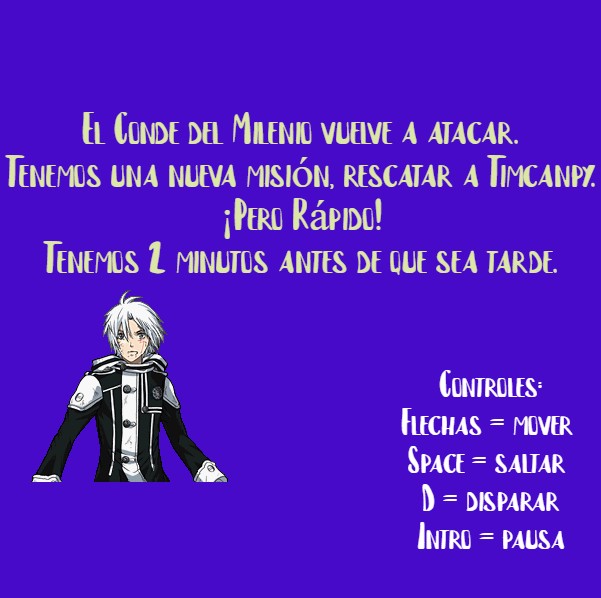 El Conde del Milenio vuelve a atacar.
Tenemos una nueva misión, rescatar a Timcanpy.
¡Pero Rápido!
Tenemos 2 minutos antes de que sea tarde.
Controles:
Flechas = mover
Space = saltar
D = disparar
Intro = pausa